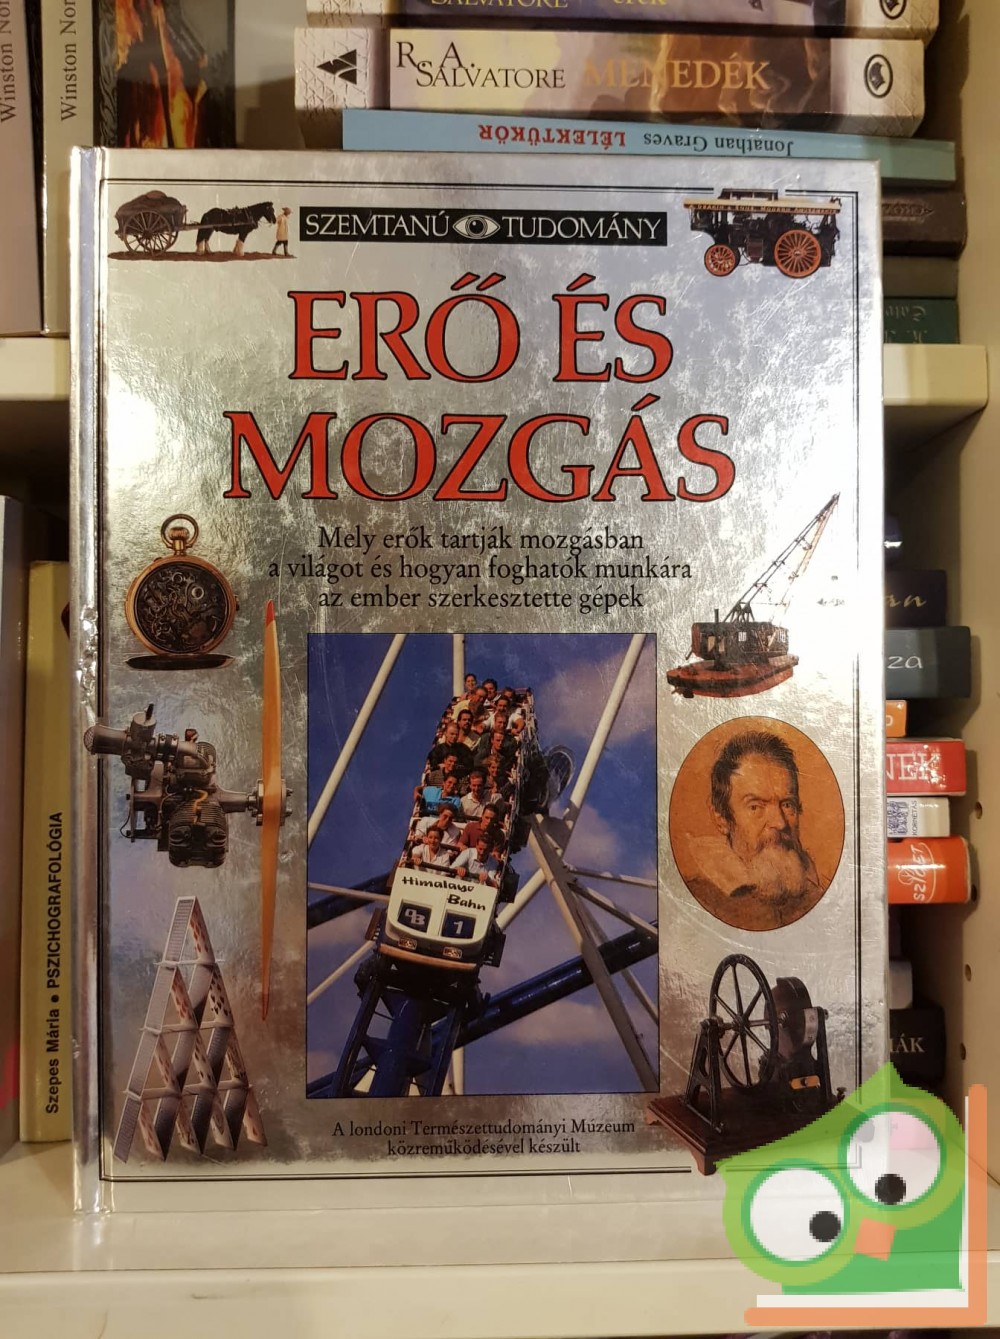 SALVATORE
R. A.
SALVATORE
MENEDÉK
Jonathan Graves LÉLEKTÜKÖR
Winston
Winston
SZEMTANÚ TUDOMÁNY
ERŐ ÉS
MOZGÁS
Mely erők tartják mozgásban
a világot és hogyan foghatók munkára
az ember szerkesztette gépek
Himalaya
Bahn
OB 1
A londoni Természettudományi Múzeum
közreműködésével készült
Szepes Mária • PSZICHOGRAFOLÓGIA